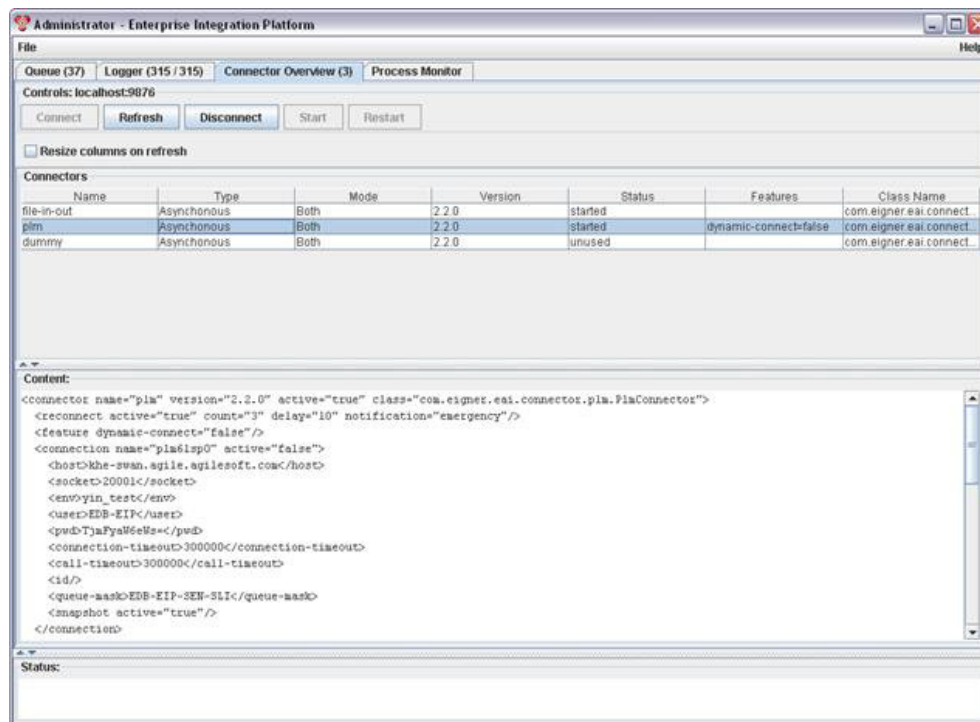 Administrator - Enterprise Integration Platform
File Help
Queue (37) Logger (315 / 315) Connector Overview (3) Process Monitor
Controls: localhost:9876
Connect Refresh Disconnect Start Restart
Resize columns on refresh
Connectors
Name Type Mode Version Status Features Class Name
file-in-out Asynchonous Both 2.2.0 started com.eigner.eai.connect...
plm Asynchonous Both 2.2.0 started dynamic-connect=false com.eigner.eai.connect...
dummy Asynchonous Both 2.2.0 unused com.eigner.eai.connect...
Content:
<connector name="plm" version="2.2.0" active="true" class="com.eigner.eai.connector.plm.PlmConnector">
<reconnect active="true" count="3" delay="10" notification="emergency"/>
<feature dynamic-connect="false"/>
<connection name="plm61sp0" active="false">
<host>khe-swan.agile.agilesoft.com</host>
<socket>20001</socket>
<env>yin_test</env>
<user>EDB-EIP</user>
<pwd>TjmFyaW6eWs=</pwd>
<connection-timeout>300000</connection-timeout>
<call-timeout>300000</call-timeout>
<id/>
<queue-mask>EDB-EIP-SEN-SLI</queue-mask>
<snapshot active="true"/>
</connection>
Status: